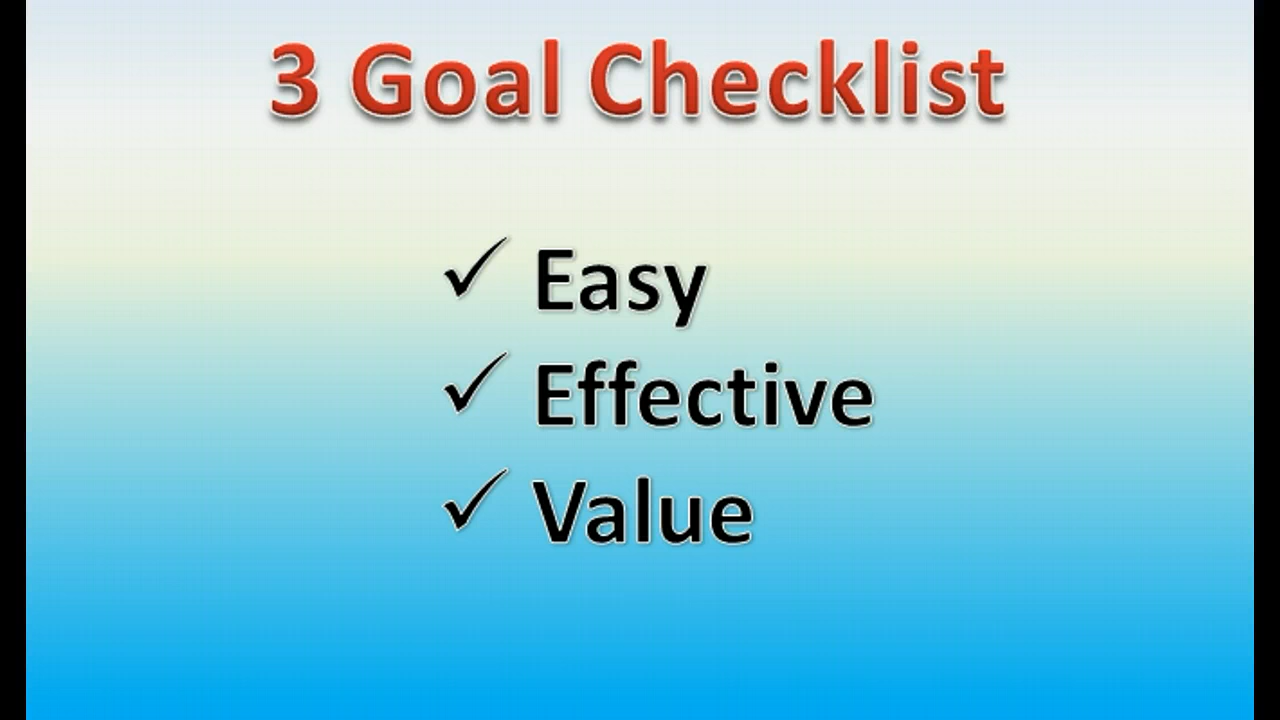 3 Goal Checklist
✓ Easy
✓ Effective
✓ Value